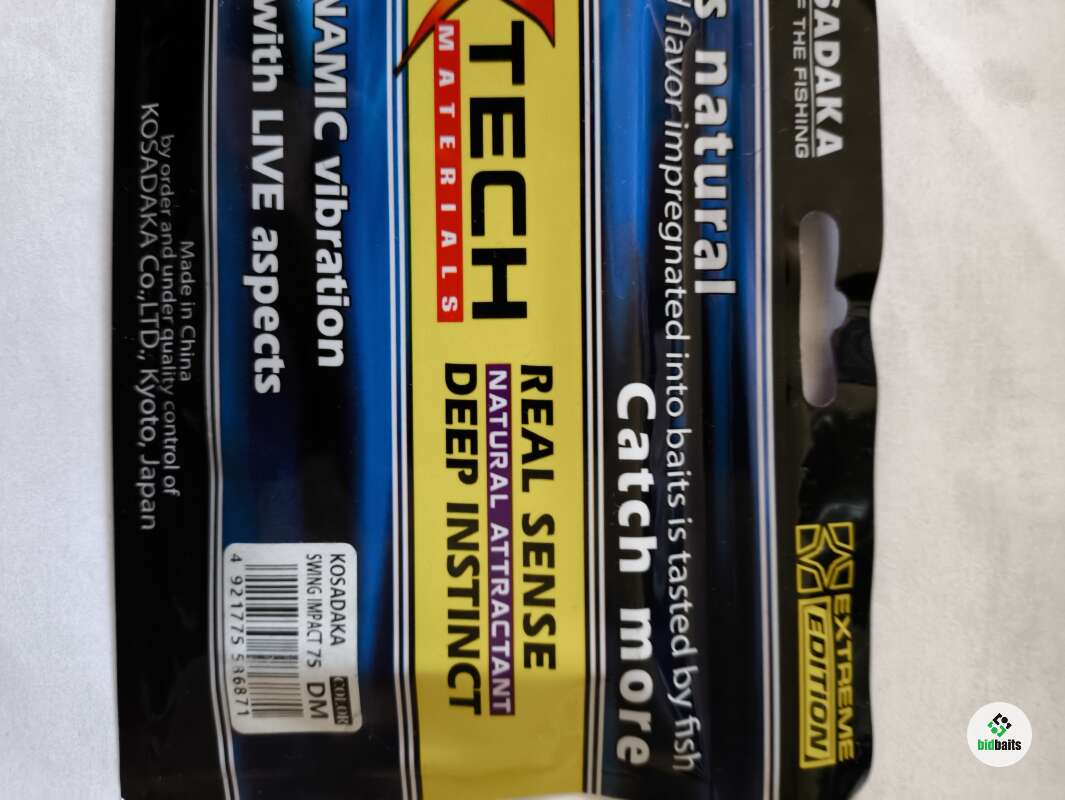 SADAKA
F THE FISHING
EXTREME
EDITION
s natural
d flavor impregnated into baits is tasted by fish
Catch more
TECH
MATERIALS
REAL SENSE
NATURAL ATTRACTANT
DEEP INSTINCT
NAMIC vibration
with LIVE aspects
KOSADAKA
SWING IMPACT 75
COLOR
DM
4 921775 586871
Made in China
by order and under quality control of
KOSADAKA Co.,LTD., Kyoto, Japan
bidbaits